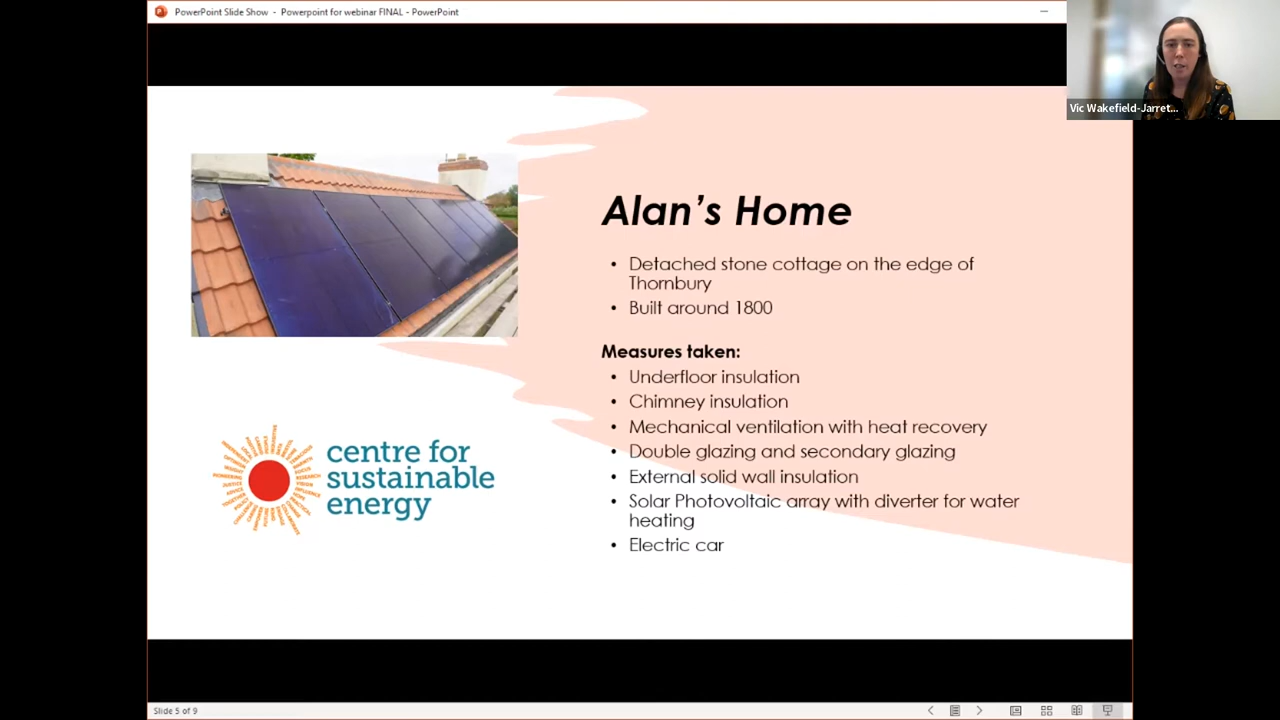 PowerPoint Slide Show - Powerpoint for webinar FINAL - PowerPoint
Vic Wakefield-Jarret...
Alan's Home
• Detached stone cottage on the edge of
Thornbury
• Built around 1800
Measures taken:
• Underfloor insulation
• Chimney insulation
• Mechanical ventilation with heat recovery
• Double glazing and secondary glazing
• External solid wall insulation
• Solar Photovoltaic array with diverter for water
heating
• Electric car
centre for
sustainable
energy
Slide 5 of 9